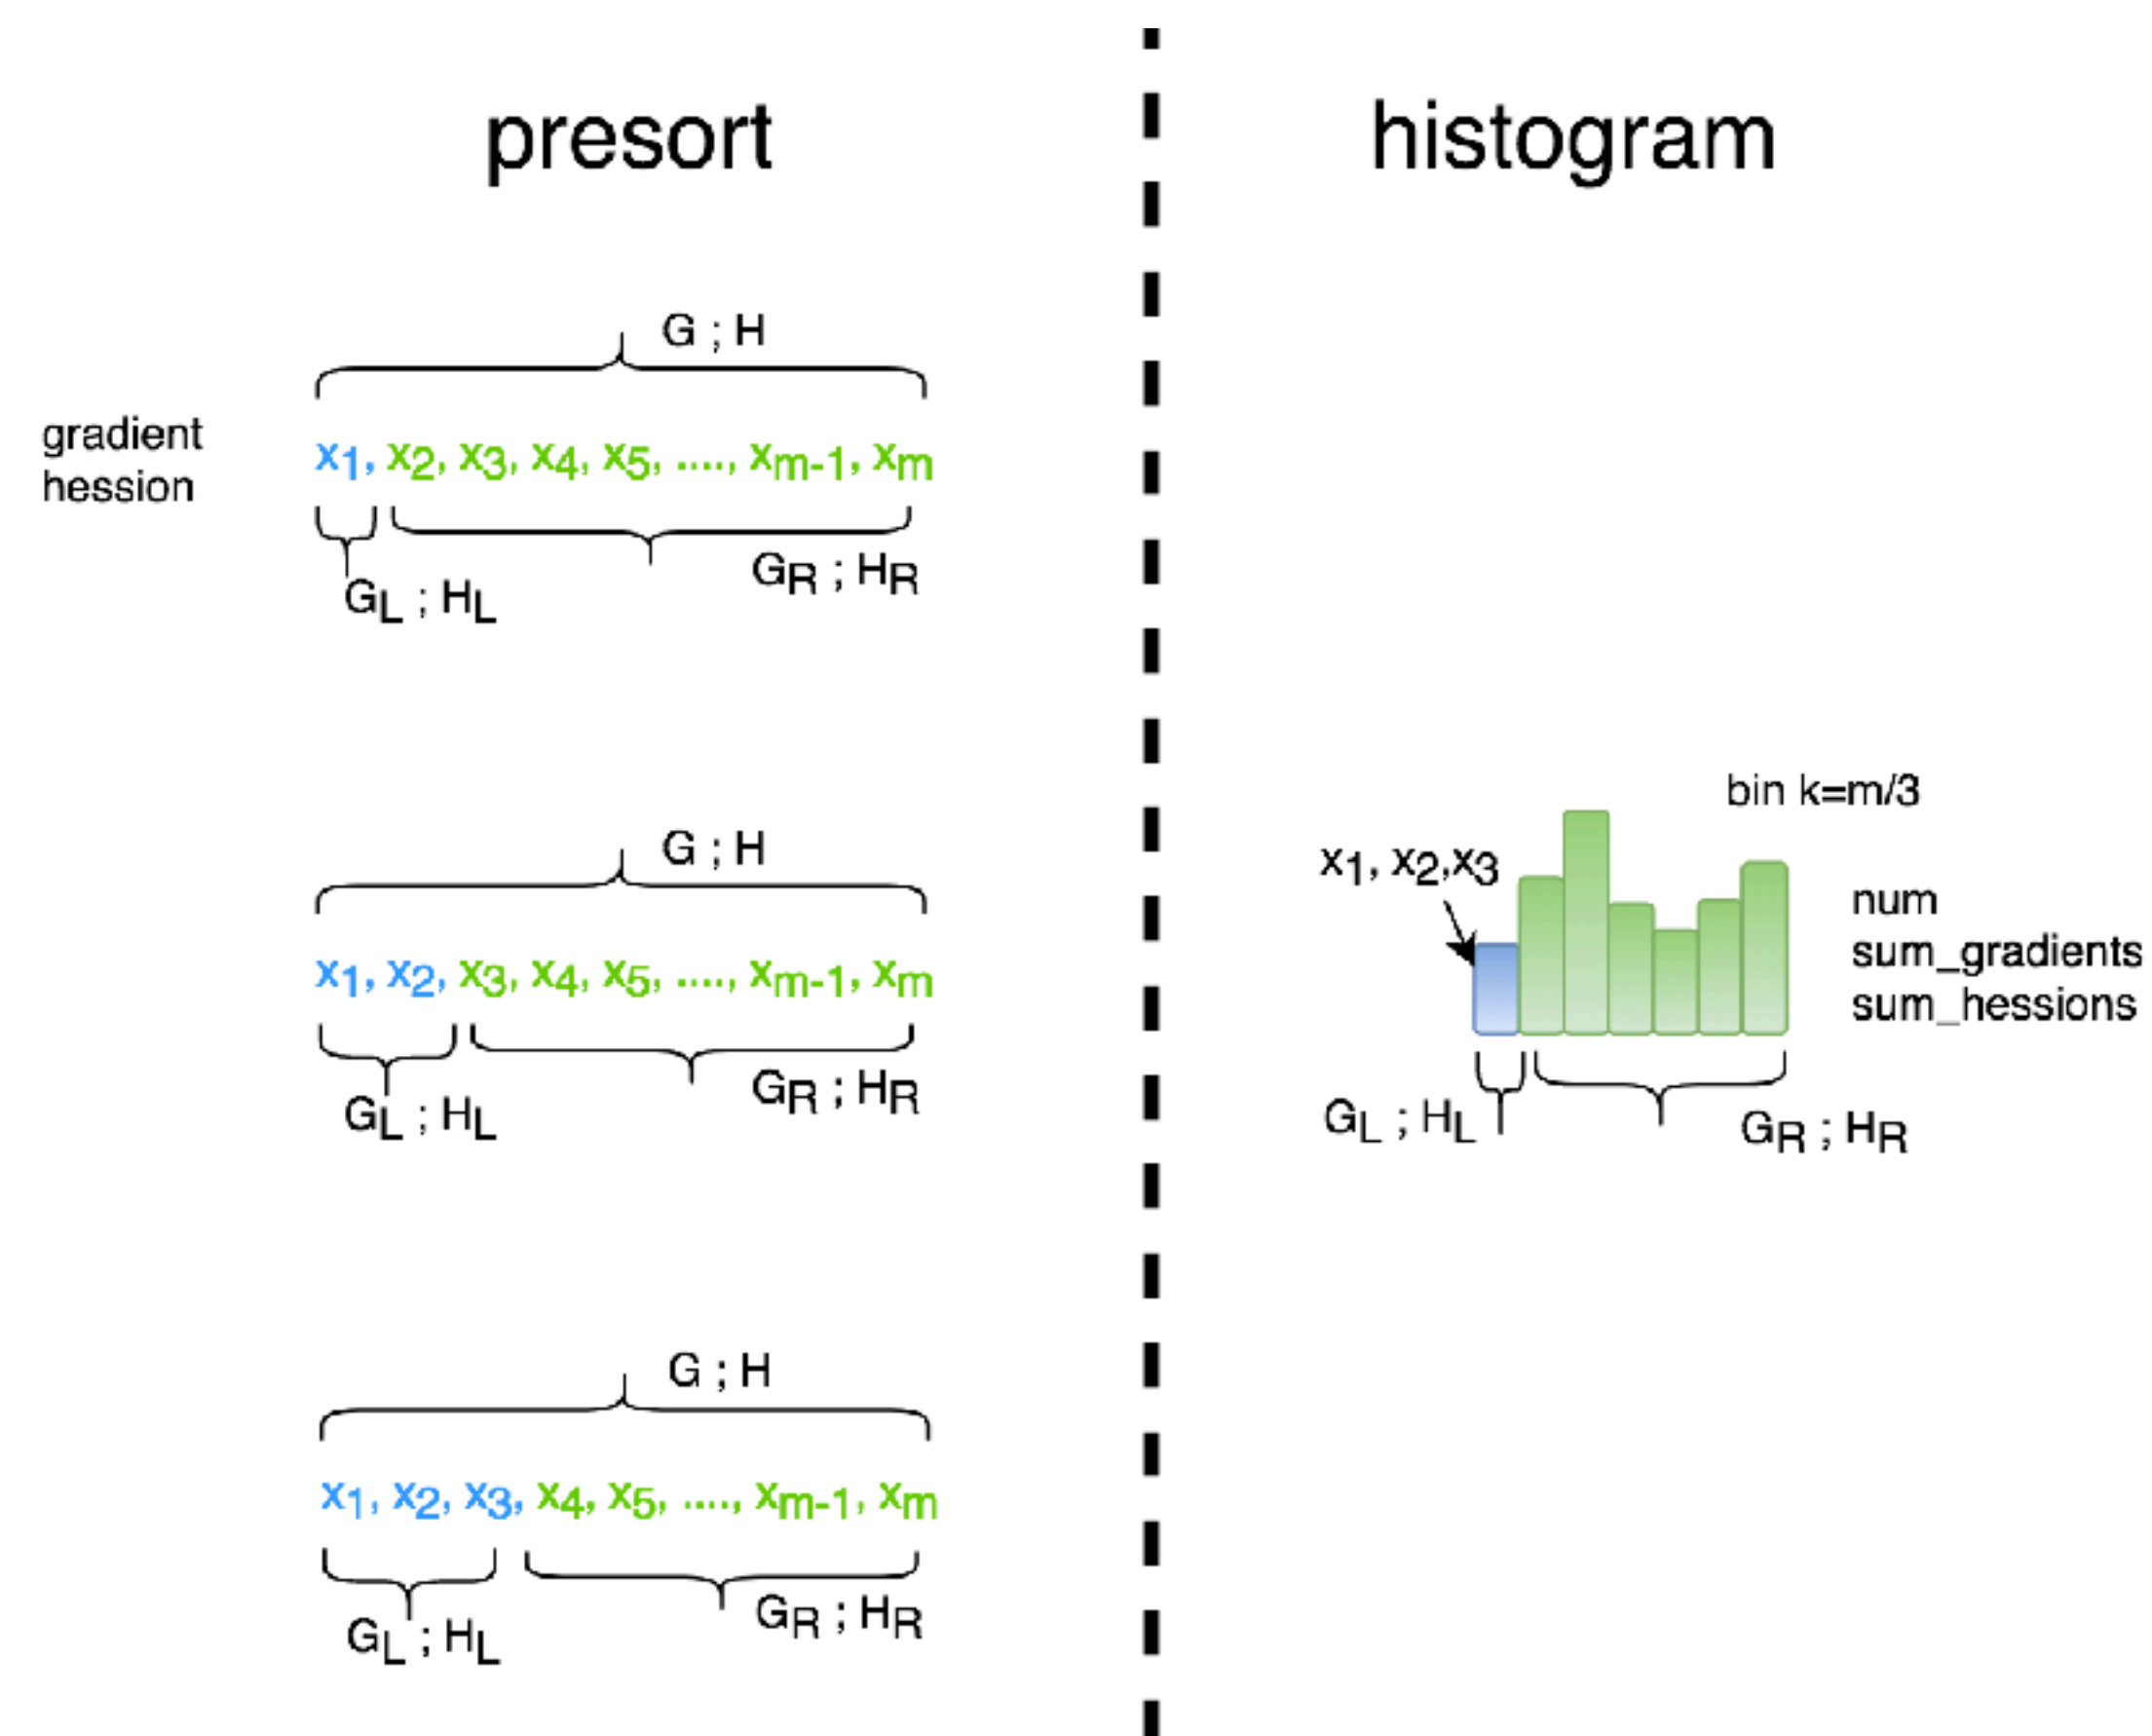 presort
G ; H
gradient
hession
x1, x2, x3, x4, x5, ...., xm-1, xm
GL ; HL
GR ; HR
G ; H
x1, x2, x3, x4, x5, ...., xm-1, xm
GL ; HL
GR ; HR
G ; H
x1, x2, x3, x4, x5, ...., xm-1, xm
GL ; HL
GR ; HR
histogram
bin k=m/3
x1, x2,x3
num
sum_gradients
sum_hessions
GL ; HL
GR ; HR